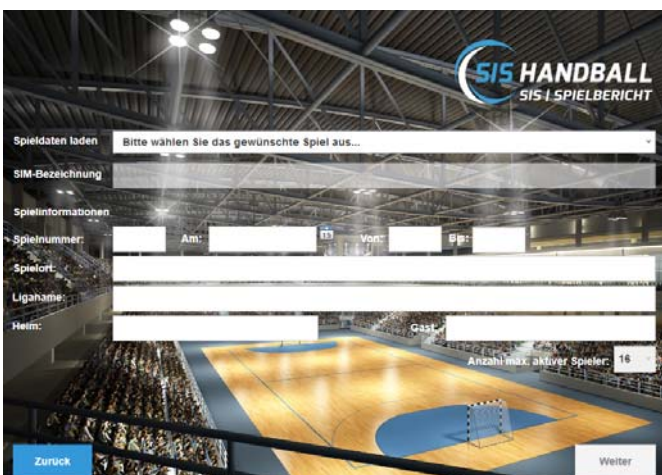 SIS HANDBALL
SIS | SPIELBERICHT
Spieldaten laden Bitte wählen Sie das gewünschte Spiel aus...
SIM-Bezeichnung
Spielinformationen
Spielnummer: Am: 15 Von: Bis:
Spielort:
Liganame:
Heim: Gast:
Anzahl max. aktiver Spieler: 16
Zurück Weiter